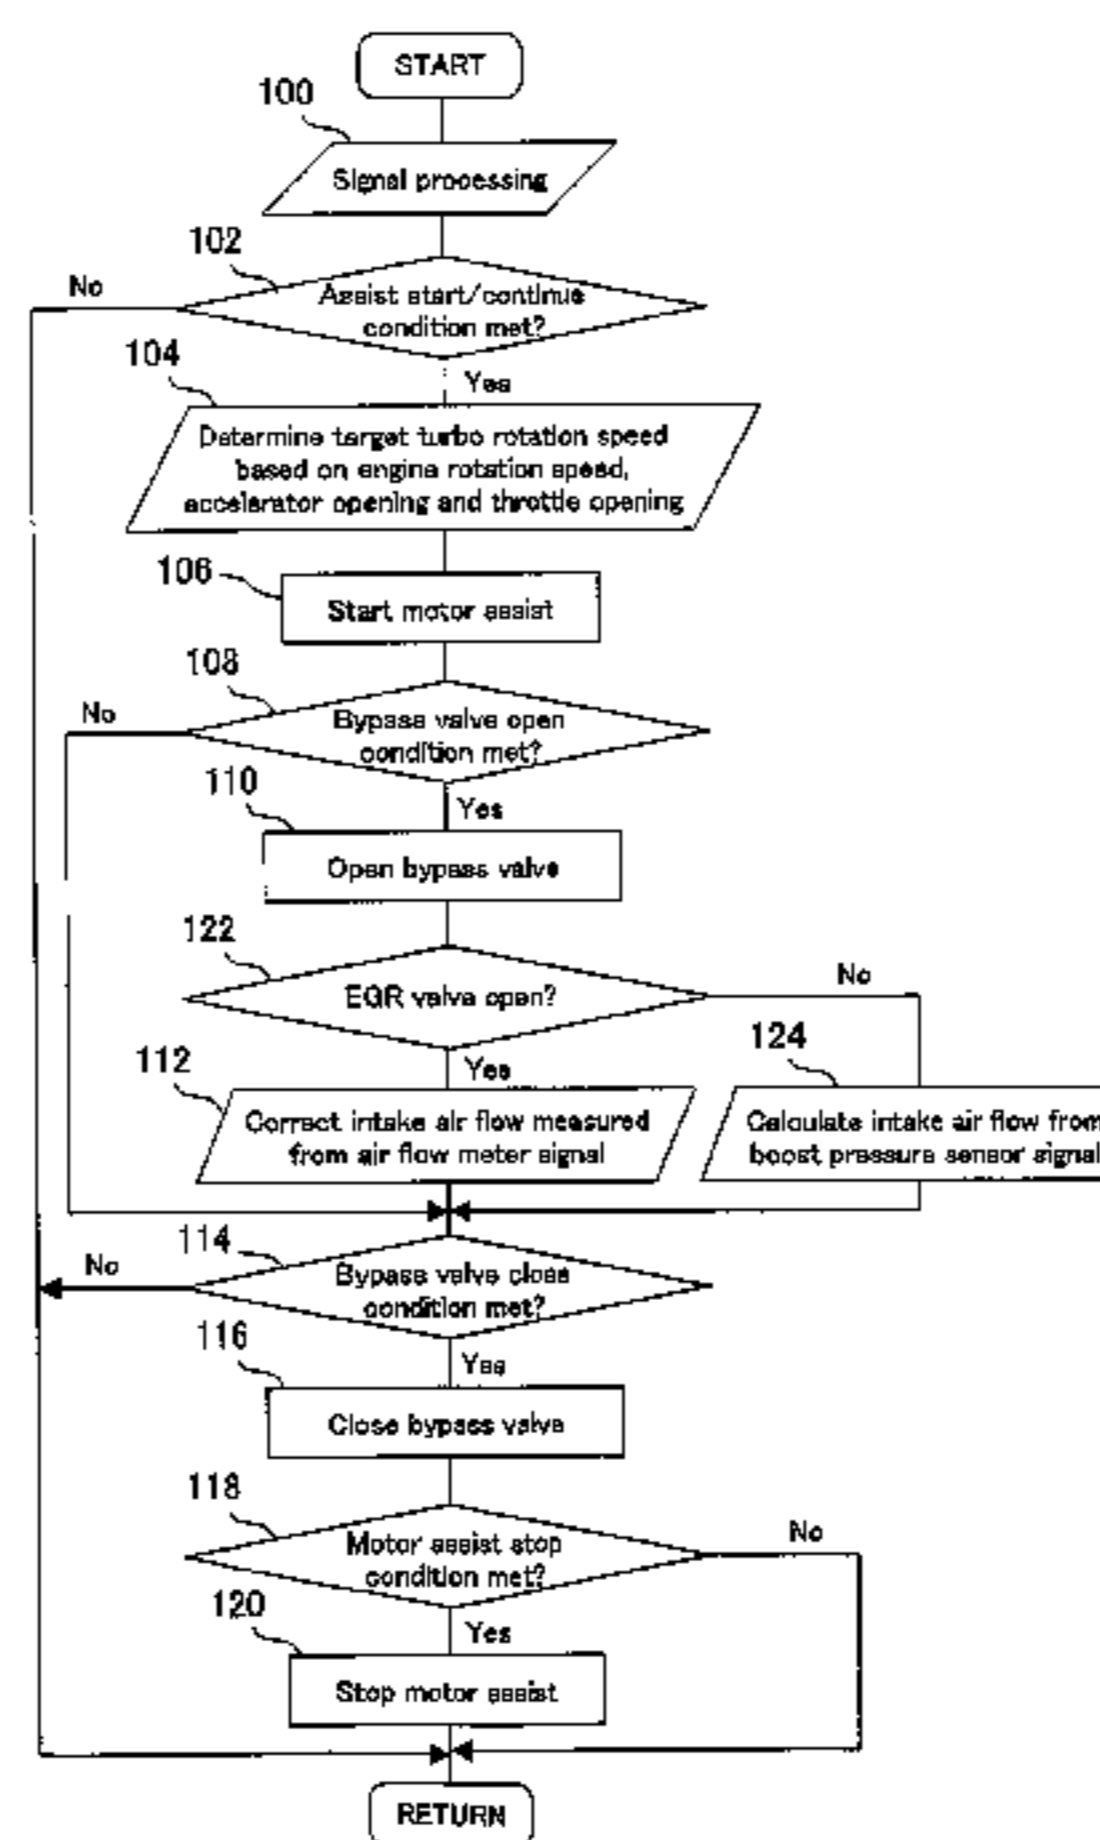 START
100
Signal processing
102
No
Assist start/continue
condition met?
104
Yes
Determine target turbo rotation speed
based on engine rotation speed,
accelerator opening and throttle opening
106
Start motor assist
108
No
Bypass valve open
condition met?
110
Yes
Open bypass valve
122
No
EGR valve open?
112
Yes
124
Correct intake air flow measured
from air flow meter signal
Calculate intake air flow from
boost pressure sensor signal
114
No
Bypass valve close
condition met?
116
Yes
Close bypass valve
118
No
Motor assist stop
condition met?
120
Yes
Stop motor assist
RETURN